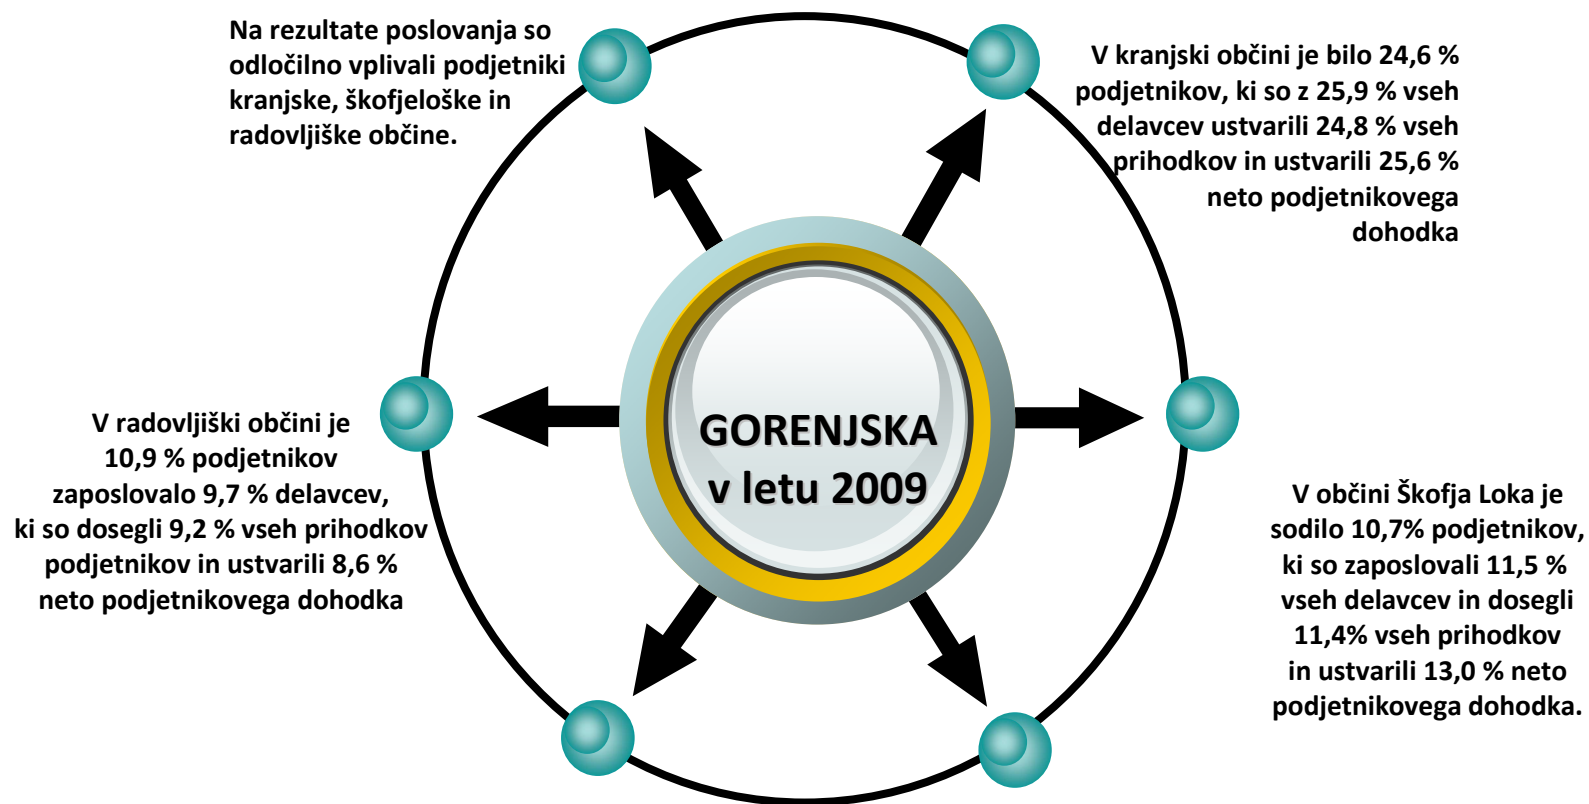 Na rezultate poslovanja so
odločilno vplivali podjetniki
kranjske, škofjeloške in
radovljiške občine.
V kranjski občini je bilo 24,6 %
podjetnikov, ki so z 25,9 % vseh
delavcev ustvarili 24,8 % vseh
prihodkov in ustvarili 25,6 %
neto podjetnikovega
dohodka
GORENJSKA
v letu 2009
V radovljiški občini je
10,9 % podjetnikov
zaposlovalo 9,7 % delavcev,
ki so dosegli 9,2 % vseh prihodkov
podjetnikov in ustvarili 8,6 %
neto podjetnikovega dohodka
V občini Škofja Loka je
sodilo 10,7% podjetnikov,
ki so zaposlovali 11,5 %
vseh delavcev in dosegli
11,4% vseh prihodkov
in ustvarili 13,0 % neto
podjetnikovega dohodka.